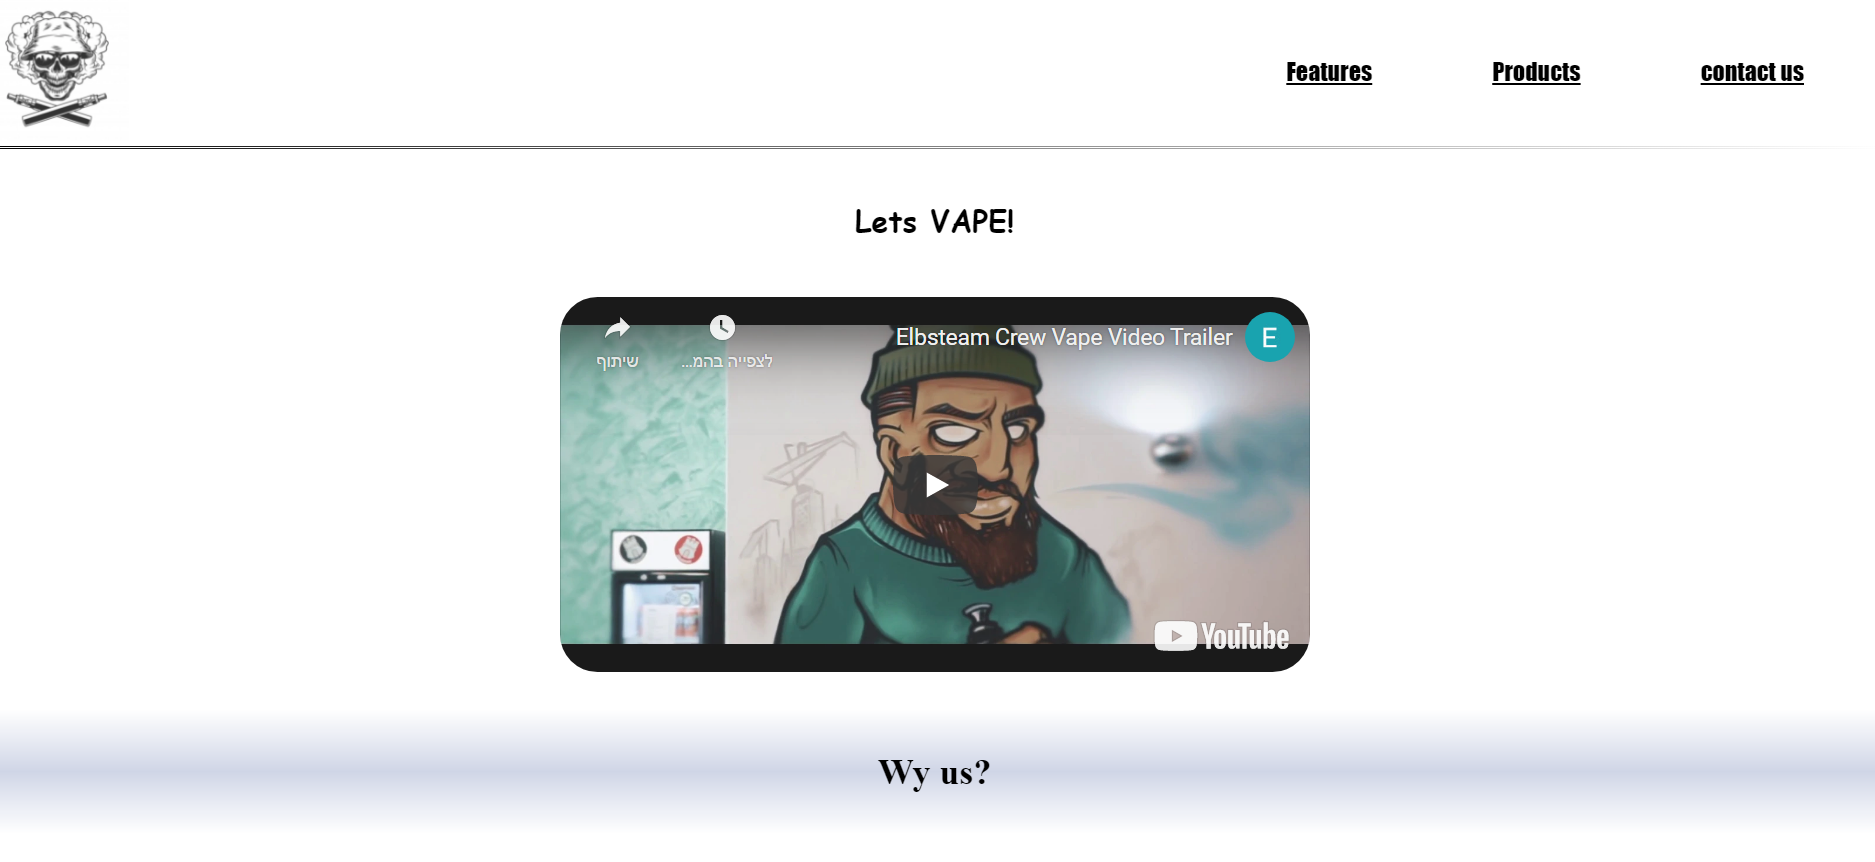 Features Products contact us
Lets VAPE!
Elbsteam Crew Vape Video Trailer E
שיתוף לצפייה בהמ...
YouTube
Wy us?